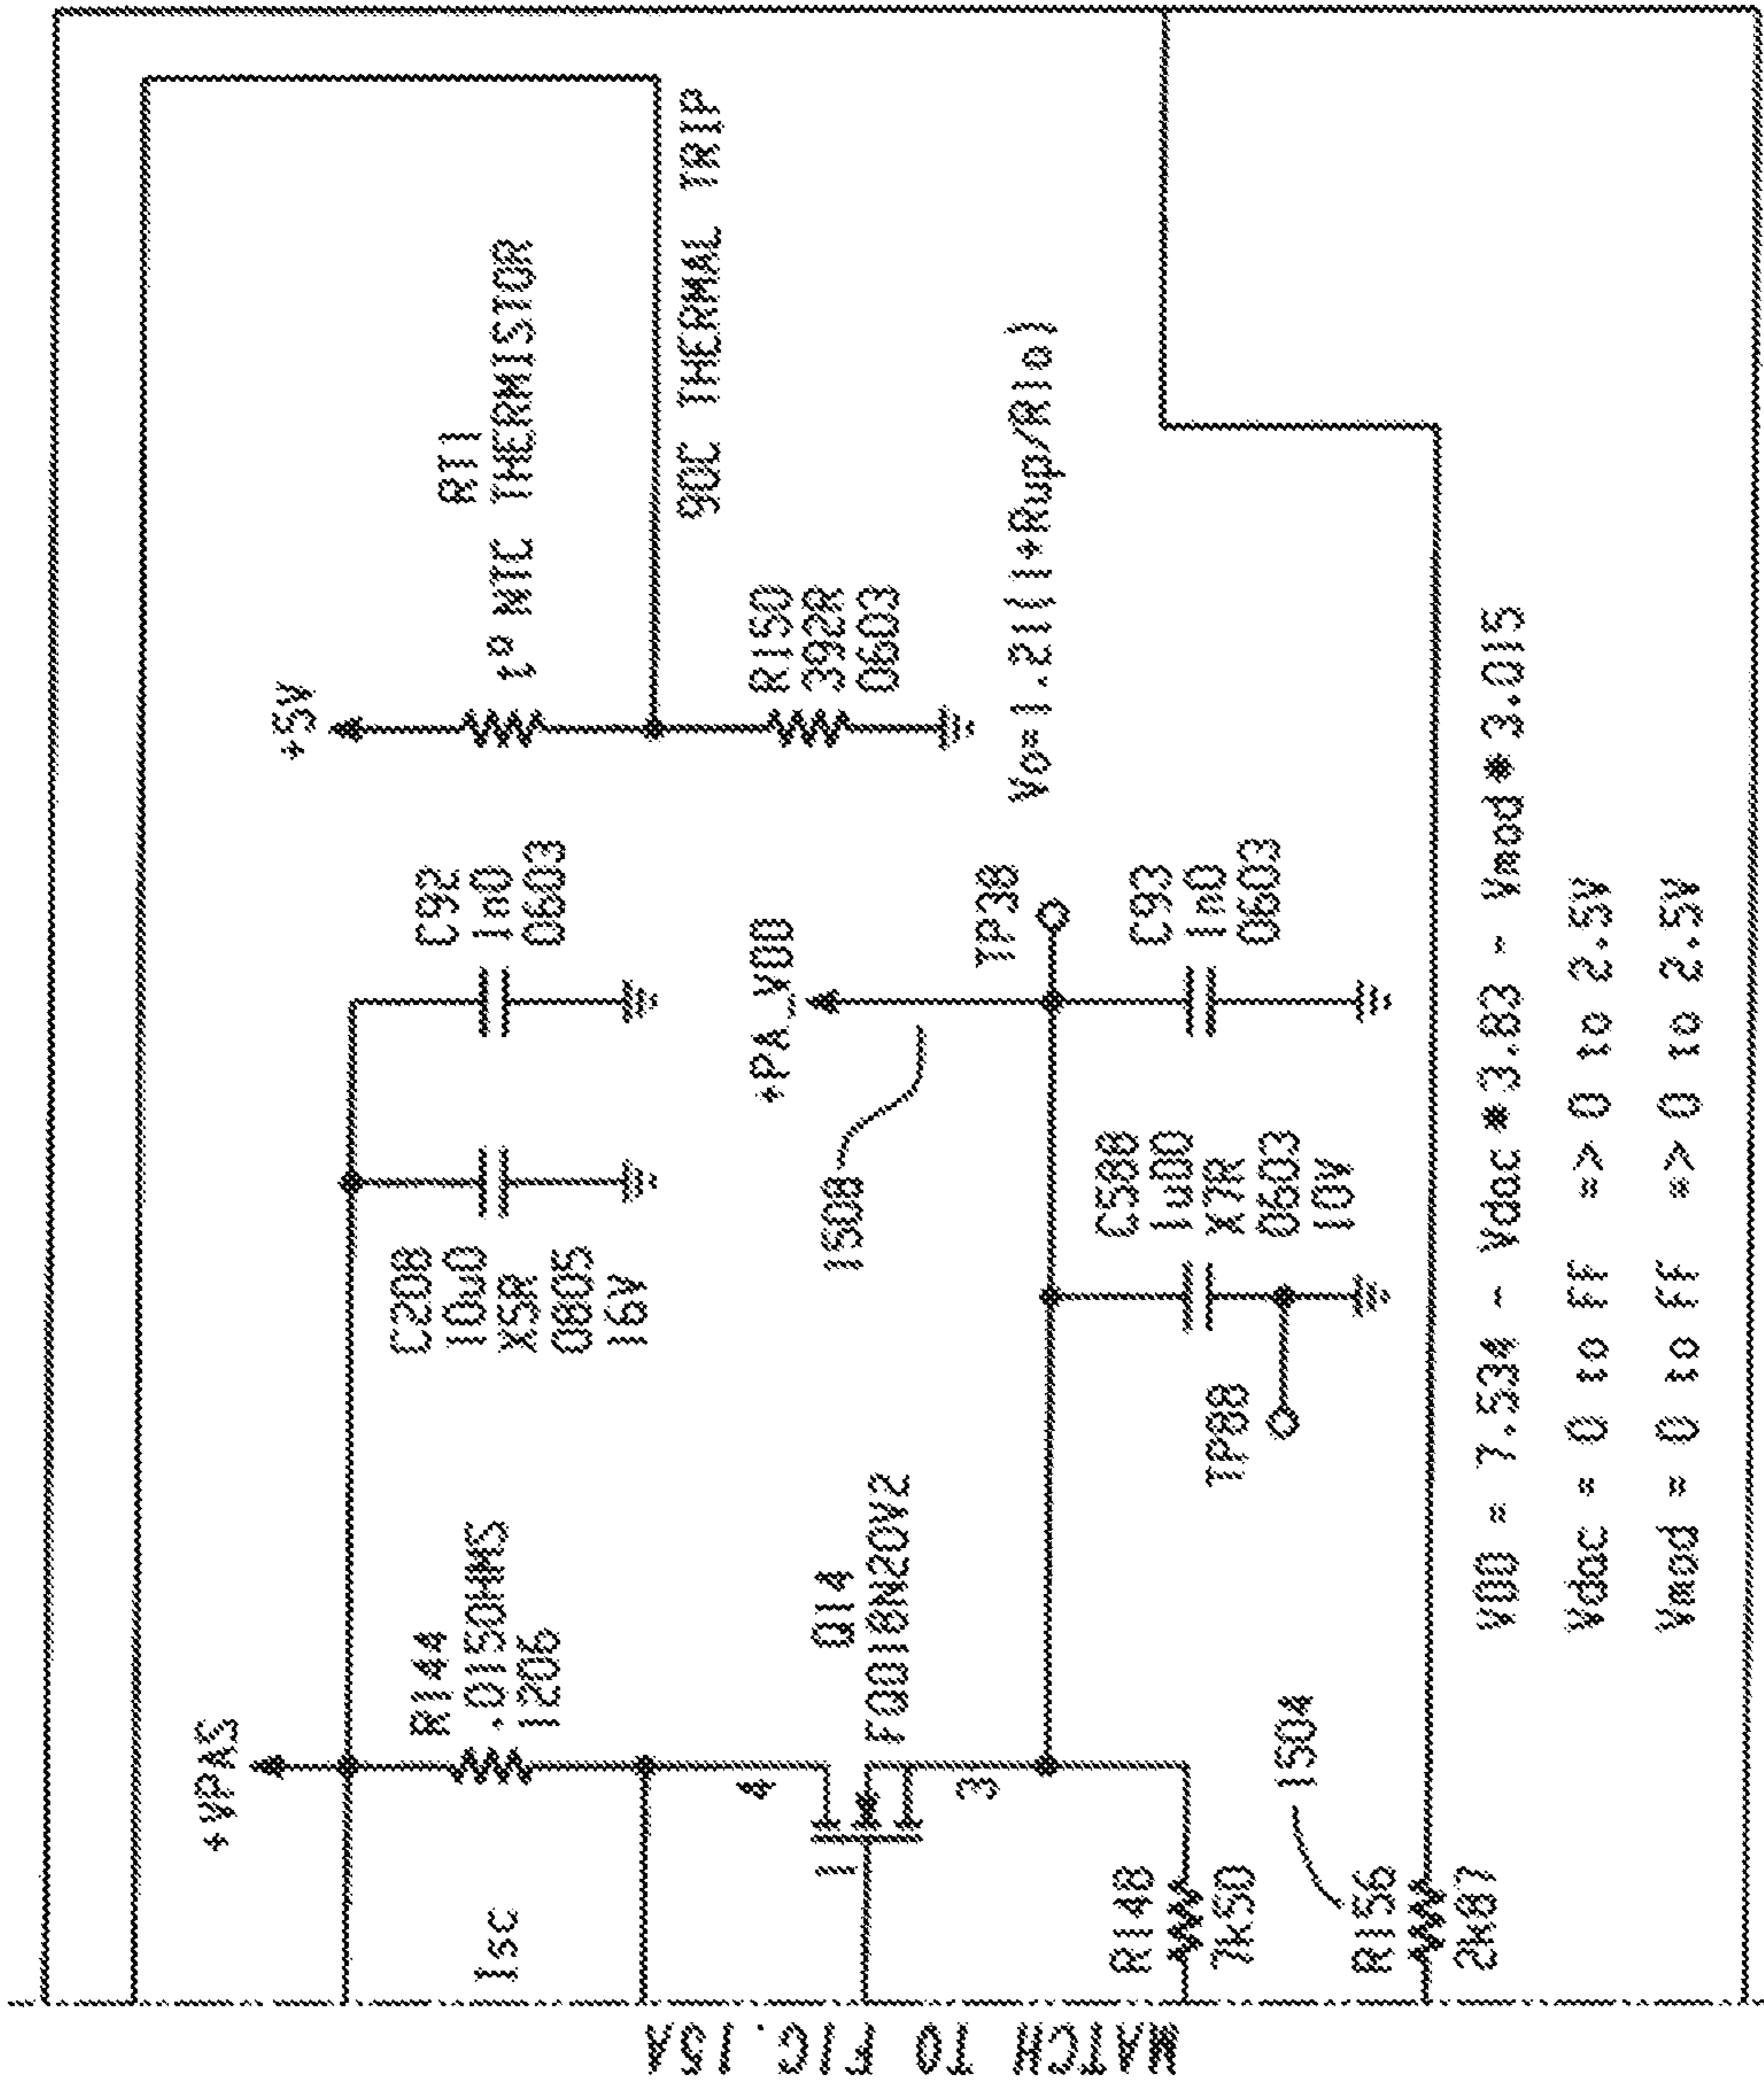 +VPAS
Isc
R144
.015OHMS
1206
C208
10u0
X5R
0805
16V
C92
1n0
0603
+5V
RT1
t° NTC THERMISTOR
90C THERMAL TRIP
R150
392R
0603
4
1
3
Q14
FQD18N20V2
1508
+PA_VDD
TP38
Vo=1.21(1+Rup/Rlo)
R148
7K50
TP88
C588
1u00
X7R
0603
10V
C93
1n0
0603
1504
R156
2K87
VDD = 7.534 - Vdac*3.83 - Vmod*3.015
Vdac = 0 to FF => 0 to 2.5V
Vmod = 0 to FF => 0 to 2.5V
MATCH TO FIG.15A